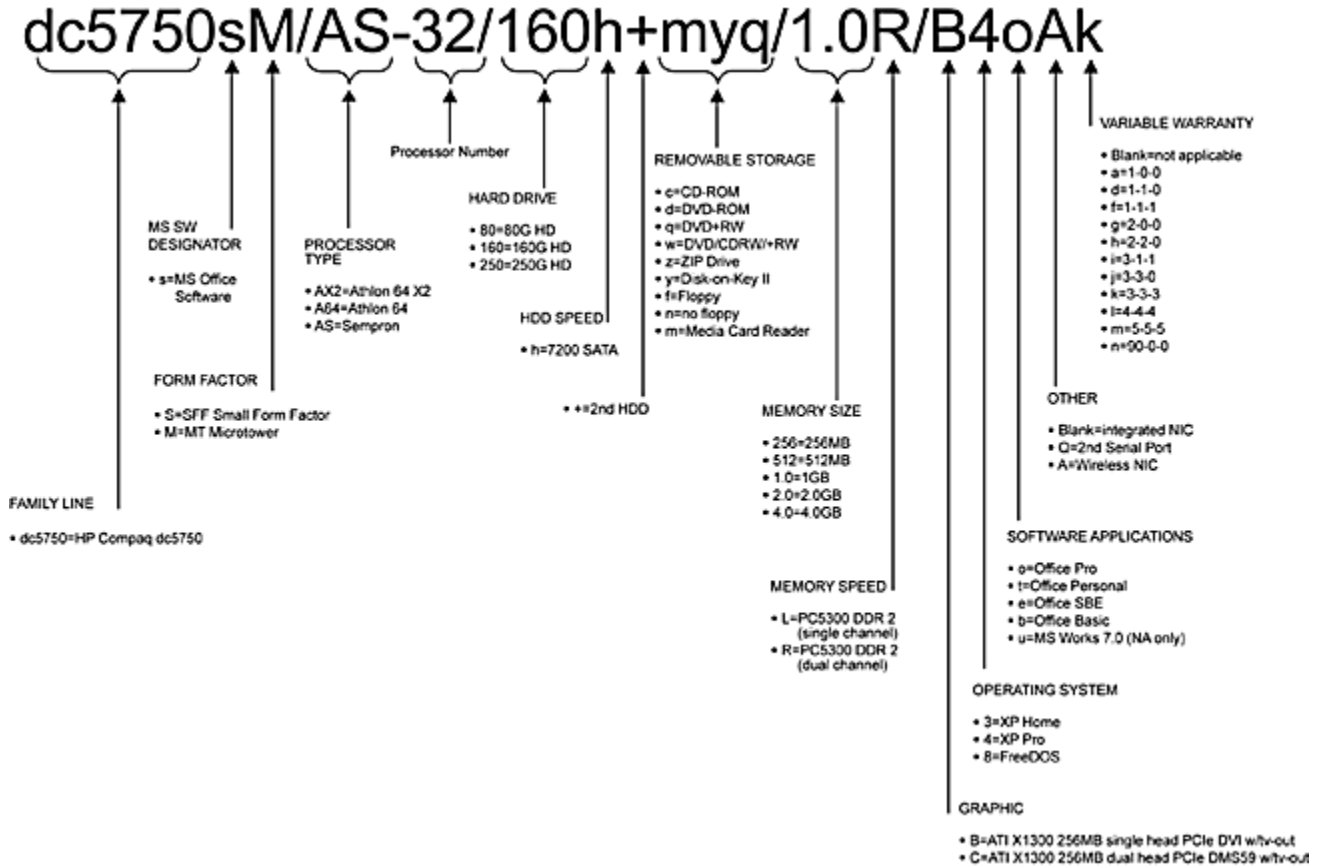 dc5750sM/AS-32/160h+myq/1.0R/B4oAk
FAMILY LINE
• dc5750=HP Compaq dc5750
MS SW
DESIGNATOR
• s=MS Office
Software
FORM FACTOR
• S=SFF Small Form Factor
• M=MT Microtower
PROCESSOR
TYPE
• AX2=Athlon 64 X2
• A64=Athlon 64
• AS=Sempron
Processor Number
HARD DRIVE
• 80=80G HD
• 160=160G HD
• 250=250G HD
HDD SPEED
• h=7200 SATA
• +=2nd HDD
REMOVABLE STORAGE
• c=CD-ROM
• d=DVD-ROM
• q=DVD+RW
• w=DVD/CDRW/+RW
• z=ZIP Drive
• y=Disk-on-Key II
• f=Floppy
• n=no floppy
• m=Media Card Reader
MEMORY SIZE
• 256=256MB
• 512=512MB
• 1.0=1GB
• 2.0=2.0GB
• 4.0=4.0GB
MEMORY SPEED
• L=PC5300 DDR 2
(single channel)
• R=PC5300 DDR 2
(dual channel)
GRAPHIC
• B=ATI X1300 256MB single head PCIe DVI w/tv-out
• C=ATI X1300 256MB dual head PCIe DMS59 w/tv-out
OPERATING SYSTEM
• 3=XP Home
• 4=XP Pro
• 8=FreeDOS
SOFTWARE APPLICATIONS
• o=Office Pro
• t=Office Personal
• e=Office SBE
• b=Office Basic
• u=MS Works 7.0 (NA only)
OTHER
• Blank=integrated NIC
• Q=2nd Serial Port
• A=Wireless NIC
VARIABLE WARRANTY
• Blank=not applicable
• a=1-0-0
• d=1-1-0
• f=1-1-1
• g=2-0-0
• h=2-2-0
• i=3-1-1
• j=3-3-0
• k=3-3-3
• l=4-4-4
• m=5-5-5
• n=90-0-0